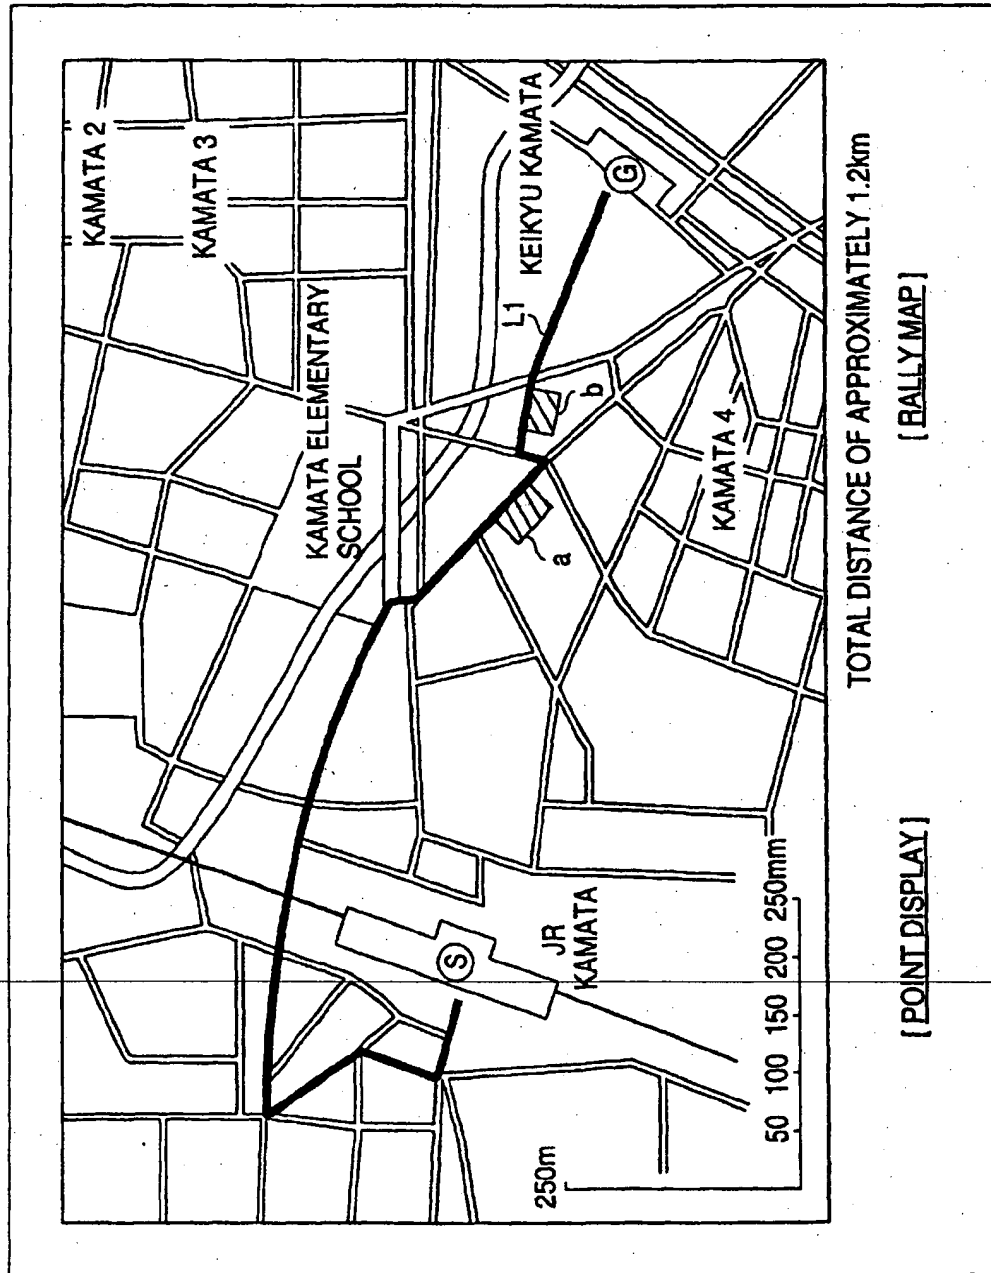 KAMATA 2
KAMATA 3
KAMATA ELEMENTARY
SCHOOL
KEIKYU KAMATA
G
L1
b
a
KAMATA 4
S
JR
KAMATA
250m
50 100 150 200 250mm
TOTAL DISTANCE OF APPROXIMATELY 1.2km
[POINT DISPLAY]
[RALLY MAP]